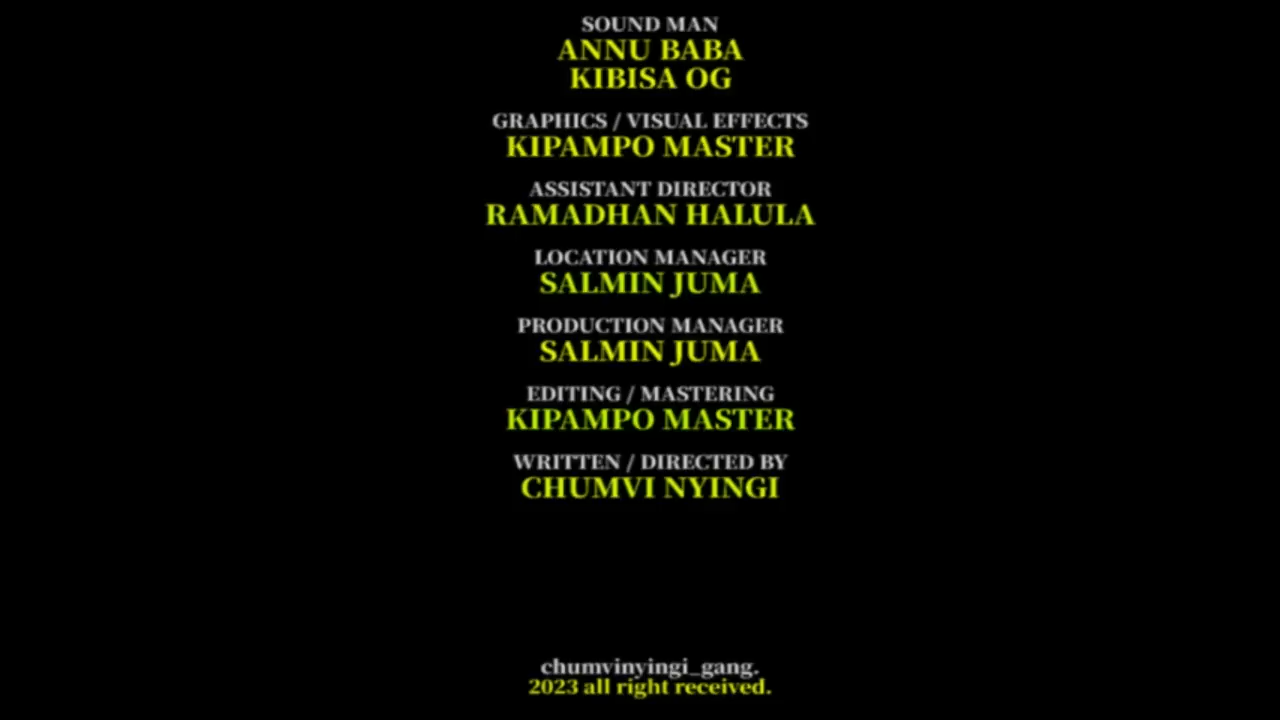 SOUND MAN
ANNU BABA
KIBISA OG
GRAPHICS / VISUAL EFFECTS
KIPAMPO MASTER
ASSISTANT DIRECTOR
RAMADHAN HALULA
LOCATION MANAGER
SALMIN JUMA
PRODUCTION MANAGER
SALMIN JUMA
EDITING / MASTERING
KIPAMPO MASTER
WRITTEN / DIRECTED BY
CHUMVI NYINGI
chumvinyingi_gang.
2023 all right received.